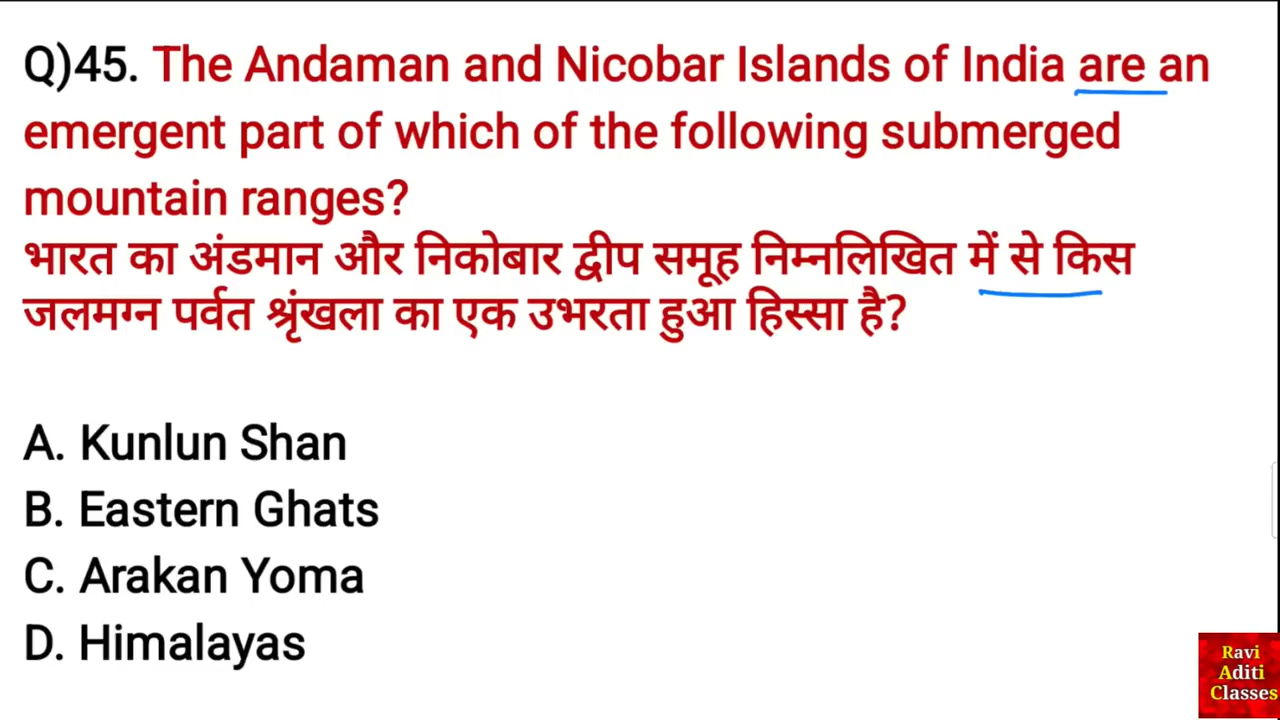 Q)45. The Andaman and Nicobar Islands of India are an
emergent part of which of the following submerged
mountain ranges?
भारत का अंडमान और निकोबार द्वीप समूह निम्नलिखित में से किस
जलमग्न पर्वत श्रृंखला का एक उभरता हुआ हिस्सा है?
A. Kunlun Shan
B. Eastern Ghats
C. Arakan Yoma
D. Himalayas
Ravi
Aditi
Classes